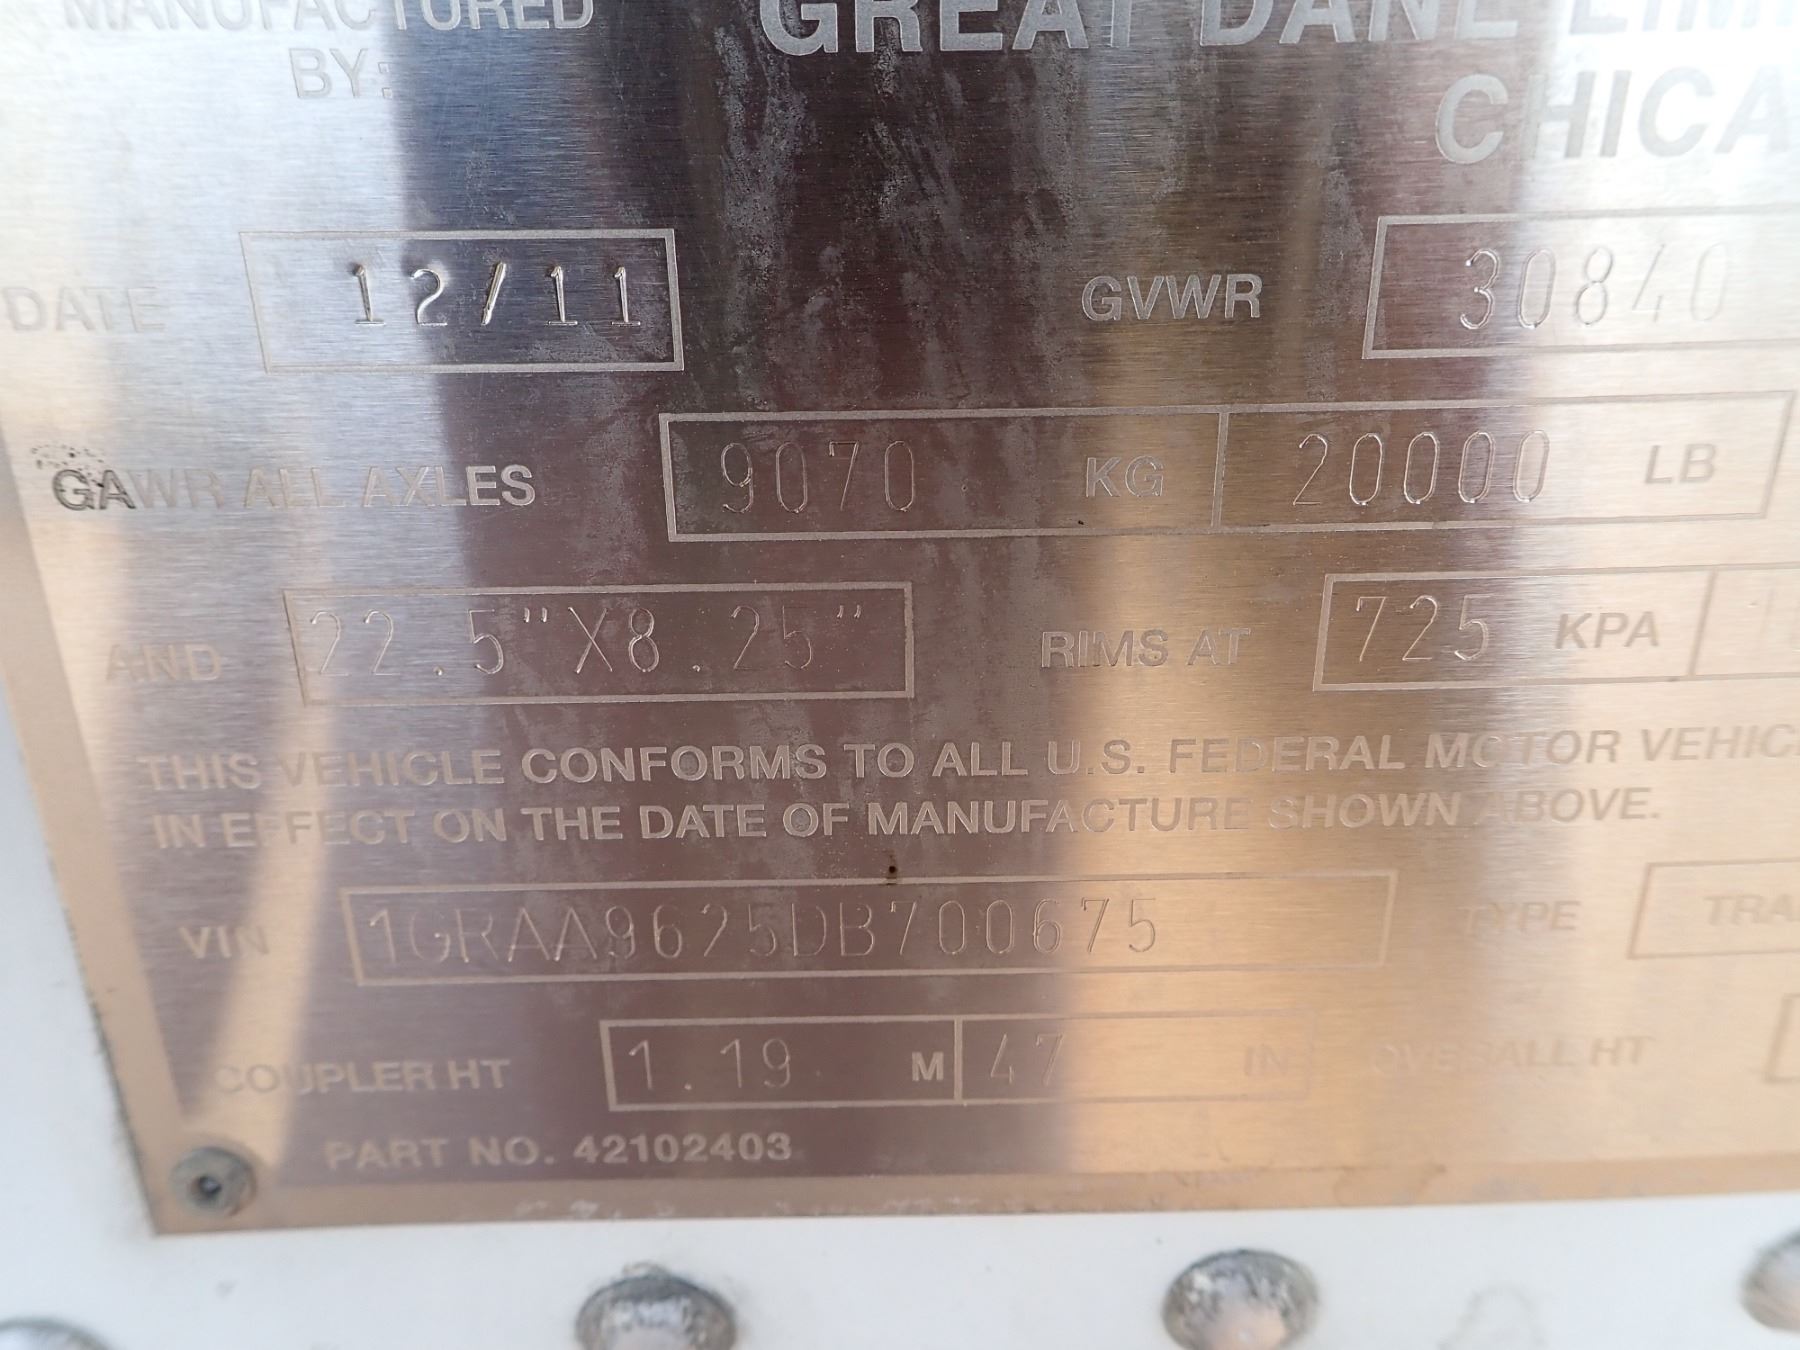 MANUFACTURED GREAT DANE
BY: CHICA
DATE 12/11 GVWR 30840
GAWR ALL AXLES 9070 KG 20000 LB
AND 22.5"X8.25" RIMS AT 725 KPA
THIS VEHICLE CONFORMS TO ALL U.S. FEDERAL MOTOR VEHIC
IN EFFECT ON THE DATE OF MANUFACTURE SHOWN ABOVE.
VIN 1GRAA9625DB700675 TYPE TRA
COUPLER HT 1.19 M 47 IN OVERALL HT
PART NO. 42102403